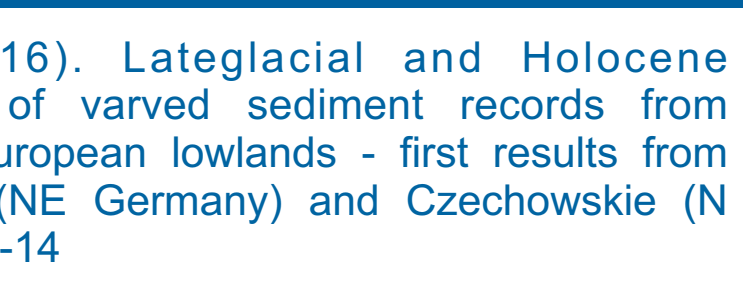 16). Lateglacial and Holocene
of varved sediment records from
uropean lowlands - first results from
(NE Germany) and Czechowskie (N
-14